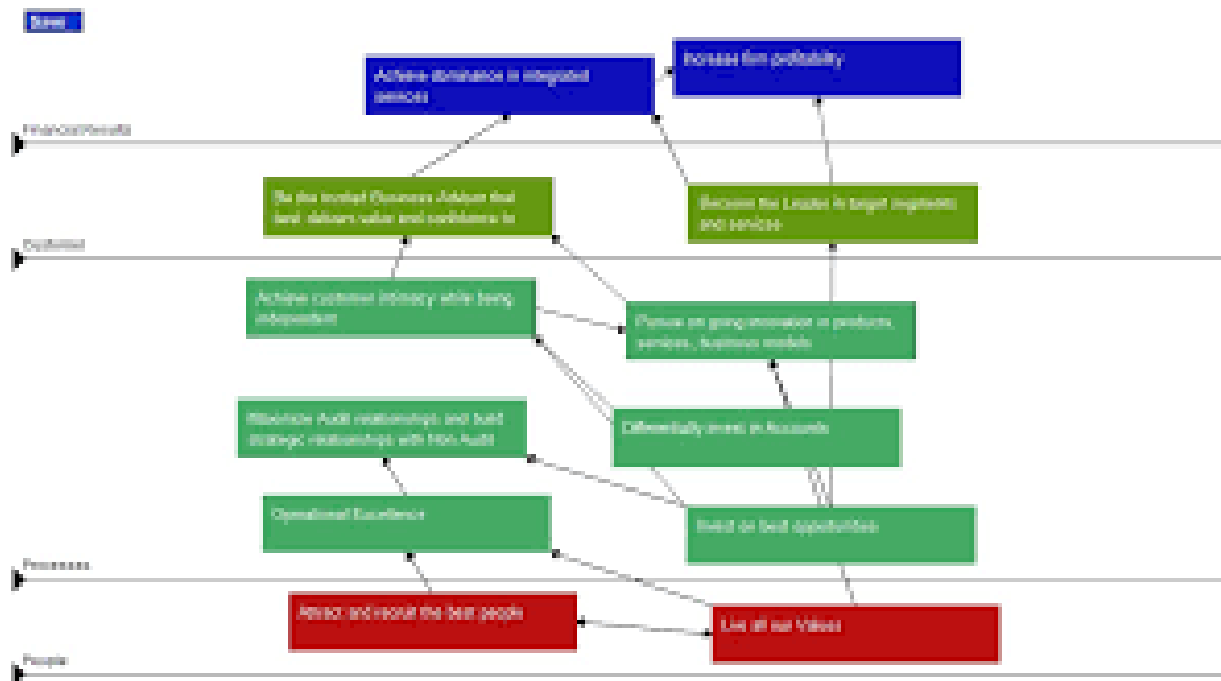 Save
Increase firm profitability
Achieve dominance in integrated
services
Financial Results
Be the trusted Business Advisor that
best delivers value and confidence in
Become the Leader in target segments
and services
Customer
Achieve customer intimacy while being
independent
Pursue on going innovation in products,
services, business models
Audit relationships and build
strategic relationships with Non Audit
Differentially invest in Accounts
Operational Excellence
Invest on best opportunities
Processes
Attract and recruit the best people
Live all our Values
People